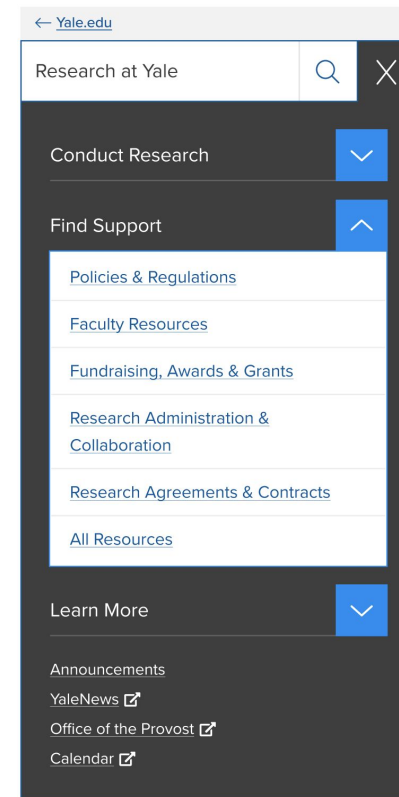 ← Yale.edu
Research at Yale
X
Conduct Research
Find Support
Policies & Regulations
Faculty Resources
Fundraising, Awards & Grants
Research Administration &
Collaboration
Research Agreements & Contracts
All Resources
Learn More
Announcements
YaleNews
Office of the Provost
Calendar